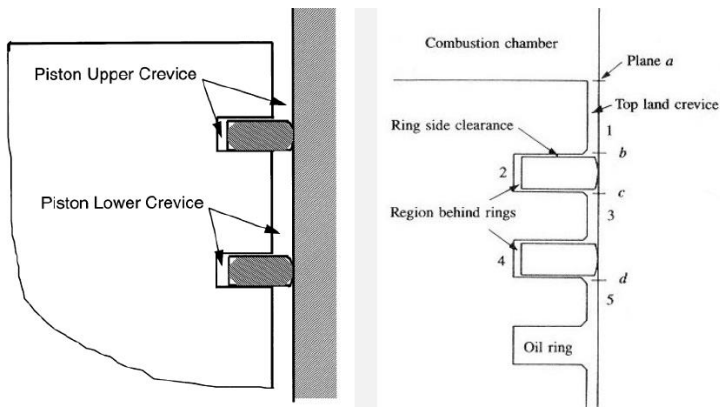 Piston Upper Crevice
Piston Lower Crevice
Combustion chamber
Plane a
Top land crevice
Ring side clearance
1
b
2
c
Region behind rings
3
4
d
5
Oil ring